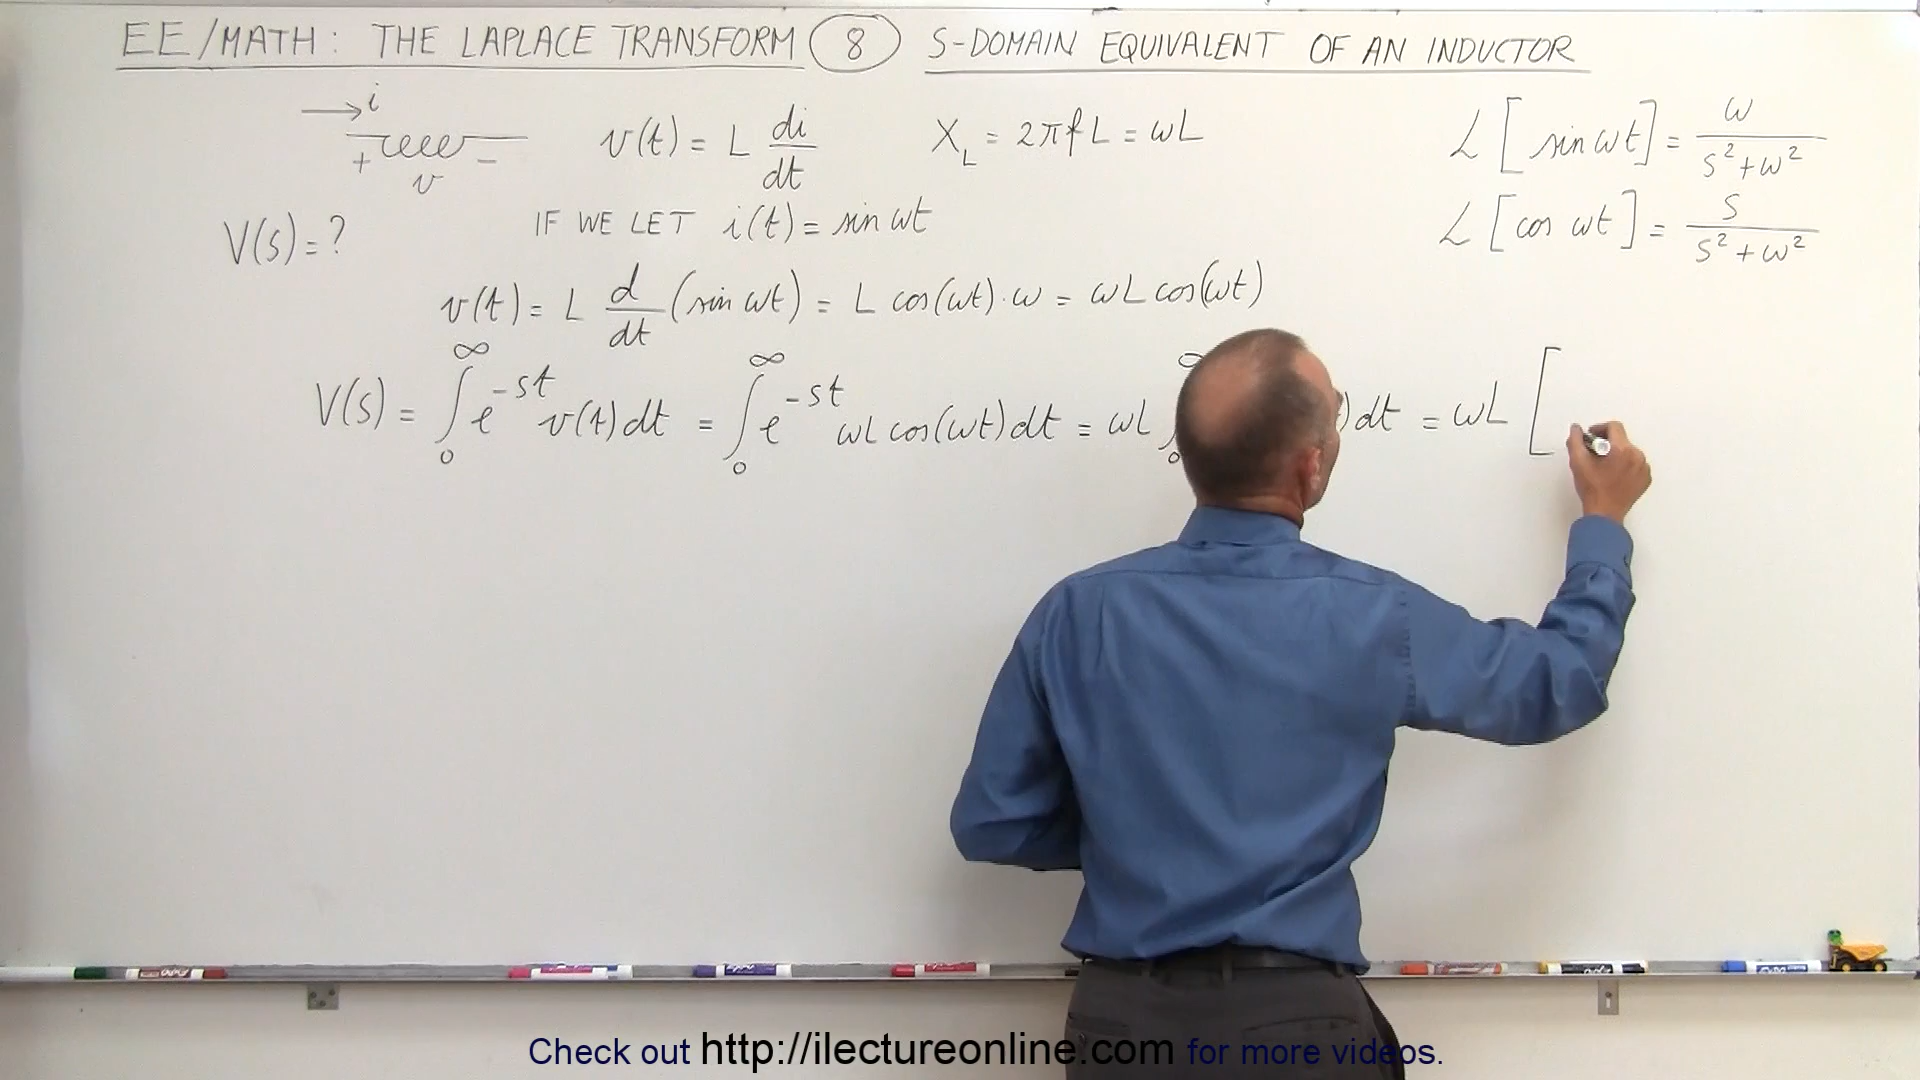 EE/MATH: THE LAPLACE TRANSFORM 8 S-DOMAIN EQUIVALENT OF AN INDUCTOR
i
+ -
v
v(t) = L di/dt
X_L = 2πfL = ωL
L[sin ωt] = ω/(s²+ω²)
V(s) = ?
IF WE LET i(t) = sin ωt
L[cos ωt] = s/(s²+ω²)
v(t) = L d/dt (sin ωt) = L cos(ωt)·ω = ωL cos(ωt)
V(s) = ∫₀^∞ e^-st v(t)dt = ∫₀^∞ e^-st ωL cos(ωt)dt = ωL ∫₀^∞ )dt = ωL [
Check out http://ilectureonline.com for more videos.